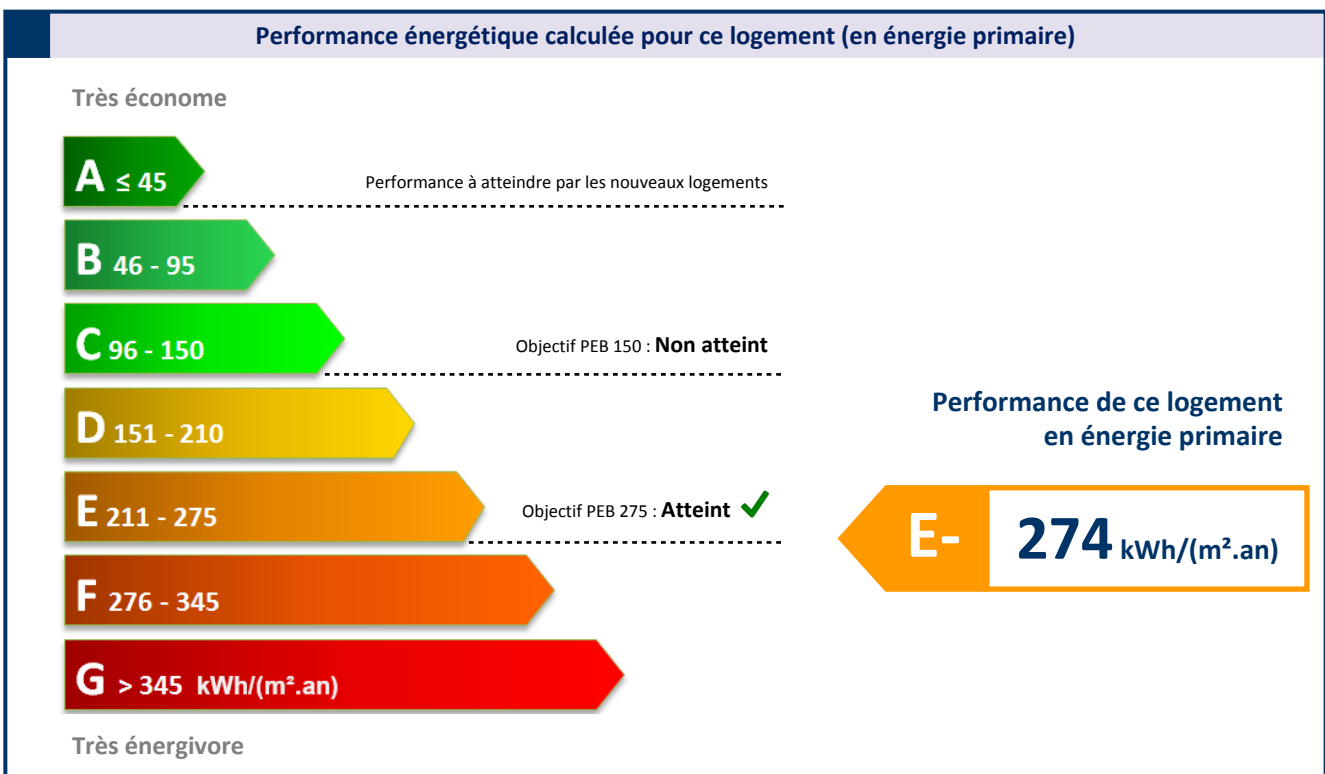 Performance énergétique calculée pour ce logement (en énergie primaire)
Très économe
A ≤ 45
Performance à atteindre par les nouveaux logements
B 46 - 95
C 96 - 150
Objectif PEB 150 : Non atteint
D 151 - 210
E 211 - 275
Objectif PEB 275 : Atteint ✓
F 276 - 345
G > 345 kWh/(m².an)
Très énergivore
Performance de ce logement
en énergie primaire
E-
274 kWh/(m².an)